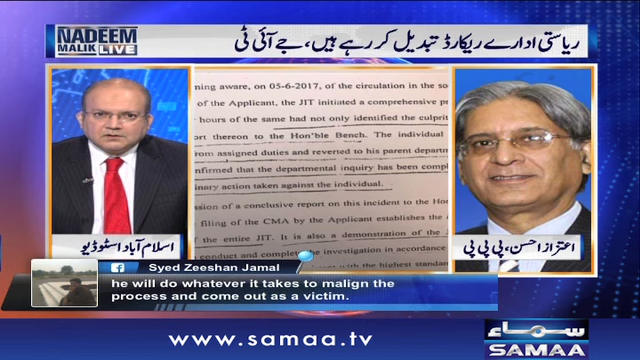 NADEEM
MALIK LIVE
ریاستی ادارے ریکارڈ تبدیل کر رہے ہیں، جے آئی ٹی
ning aware, on 05-6-2017, of the circulation in the so
of the Applicant, the JIT initiated a comprehensive p
hours of the same had not only identified the culprit
ort thereon to the Hon'ble Bench. The individual
from assigned duties and reverted to his parent depart
onfirmed that the departmental inquiry has been comp
inary action taken against the individual.
ssion of a conclusive report on this incident to the Ho
filing of the CMA by the Applicant establishes the
f the entire JIT. It is also a demonstration of the J
conduct and complete the investigation in accordance
with the highest standard
اسلام آباد اسٹوڈیو
اعتزاز احسن، پی پی پی
Syed Zeeshan Jamal
he will do whatever it takes to malign the
process and come out as a victim.
www.samaa.tv
سماء
SAMAA